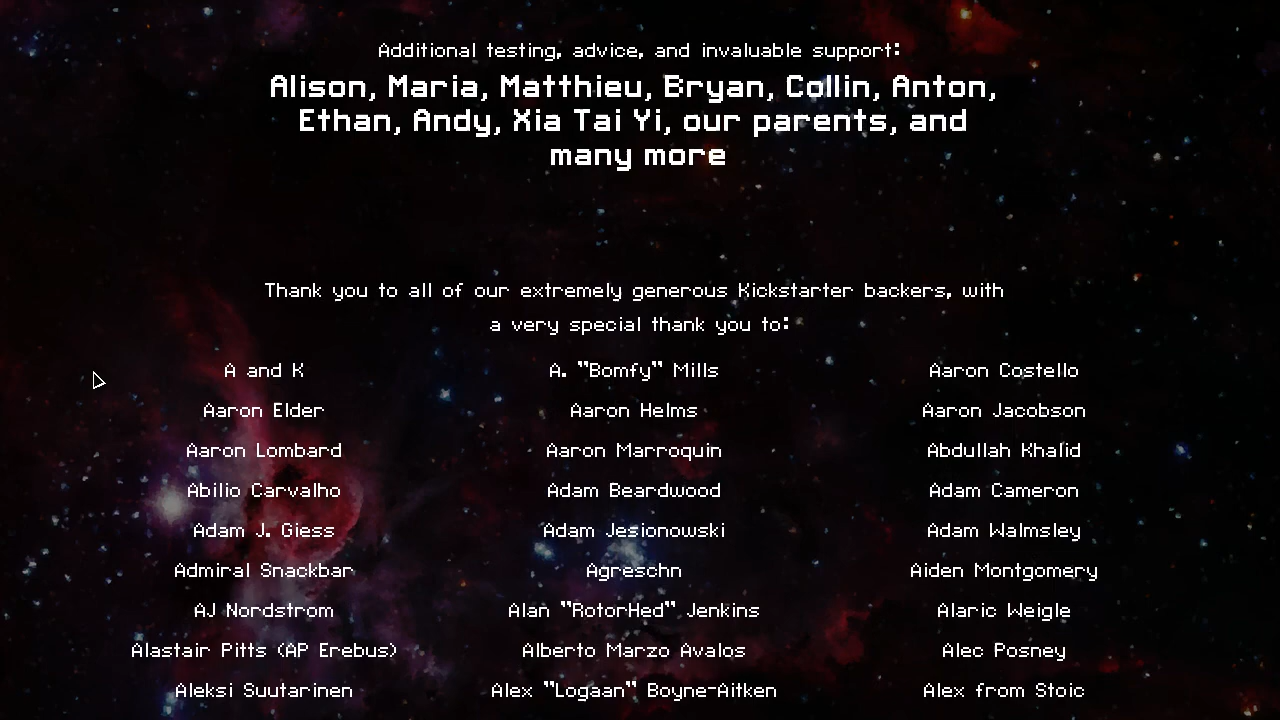 Additional testing, advice, and invaluable support:
Alison, Maria, Matthieu, Bryan, Collin, Anton,
Ethan, Andy, Xia Tai Yi, our parents, and
many more
Thank you to all of our extremely generous Kickstarter backers, with
a very special thank you to:
A and K A. "Bomfy" Mills Aaron Costello
Aaron Elder Aaron Helms Aaron Jacobson
Aaron Lombard Aaron Marroquin Abdullah Khalid
Abilio Carvalho Adam Beardwood Adam Cameron
Adam J. Giess Adam Jesionowski Adam Walmsley
Admiral Snackbar Agreschn Aiden Montgomery
AJ Nordstrom Alan "RotorHed" Jenkins Alaric Weigle
Alastair Pitts (AP Erebus) Alberto Marzo Avalos Alec Posney
Aleksi Suutarinen Alex "Logaan" Boyne-Aitken Alex from Stoic